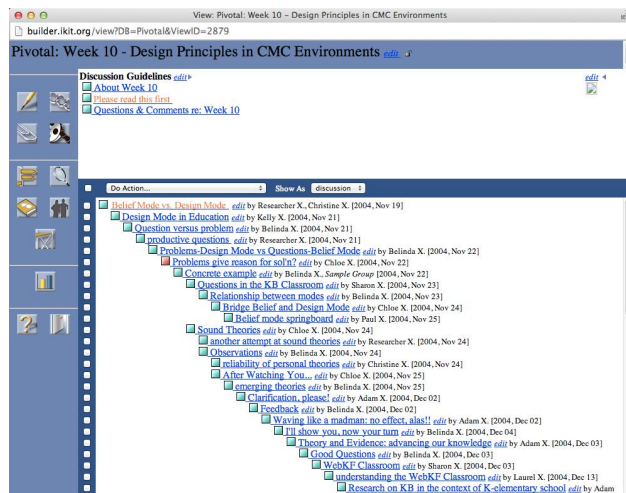 View: Pivotal: Week 10 - Design Principles in CMC Environments
builder.ikit.org/view?DB=Pivotal&ViewID=2879
Pivotal: Week 10 - Design Principles in CMC Environments edit
Discussion Guidelines edit
edit
About Week 10
Please read this first
Questions & Comments re: Week 10
Do Action... Show As discussion
Belief Mode vs. Design Mode edit by Researcher X., Christine X. [2004, Nov 19]
Design Mode in Education edit by Kelly X. [2004, Nov 21]
Question versus problem edit by Belinda X. [2004, Nov 21]
productive questions edit by Researcher X. [2004, Nov 21]
Problems-Design Mode vs Questions-Belief Mode edit by Belinda X. [2004, Nov 22]
Problems give reason for sol'n? edit by Chloe X. [2004, Nov 22]
Concrete example edit by Belinda X., Sample Group [2004, Nov 22]
Questions in the KB Classroom edit by Sharon X. [2004, Nov 23]
Relationship between modes edit by Belinda X. [2004, Nov 23]
Bridge Belief and Design Mode edit by Chloe X. [2004, Nov 24]
Belief mode springboard edit by Paul X. [2004, Nov 25]
Sound Theories edit by Chloe X. [2004, Nov 24]
another attempt at sound theories edit by Researcher X. [2004, Nov 24]
Observations edit by Belinda X. [2004, Nov 24]
reliability of personal theories edit by Christine X. [2004, Nov 24]
After Watching You... edit by Chloe X. [2004, Nov 25]
emerging theories edit by Belinda X. [2004, Nov 25]
Clarification, please! edit by Adam X. [2004, Dec 02]
Feedback edit by Belinda X. [2004, Dec 02]
Waving like a madman: no effect, alas!! edit by Adam X. [2004, Dec 02]
I'll show you, now your turn edit by Belinda X. [2004, Dec 04]
Theory and Evidence: advancing our knowledge edit by Adam X. [2004, Dec 03]
Good Questions edit by Belinda X. [2004, Dec 03]
WebKF Classroom edit by Sharon X. [2004, Dec 03]
understanding the WebKF Classroom edit by Laurel X. [2004, Dec 13]
Research on KB in the context of K-elementary school edit by Adam